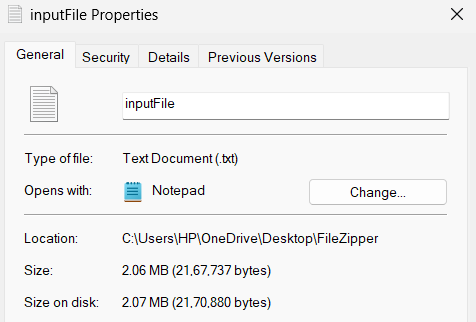 inputFile Properties
General Security Details Previous Versions
inputFile
Type of file: Text Document (.txt)
Opens with: Notepad Change...
Location: C:\Users\HP\OneDrive\Desktop\FileZipper
Size: 2.06 MB (21,67,737 bytes)
Size on disk: 2.07 MB (21,70,880 bytes)